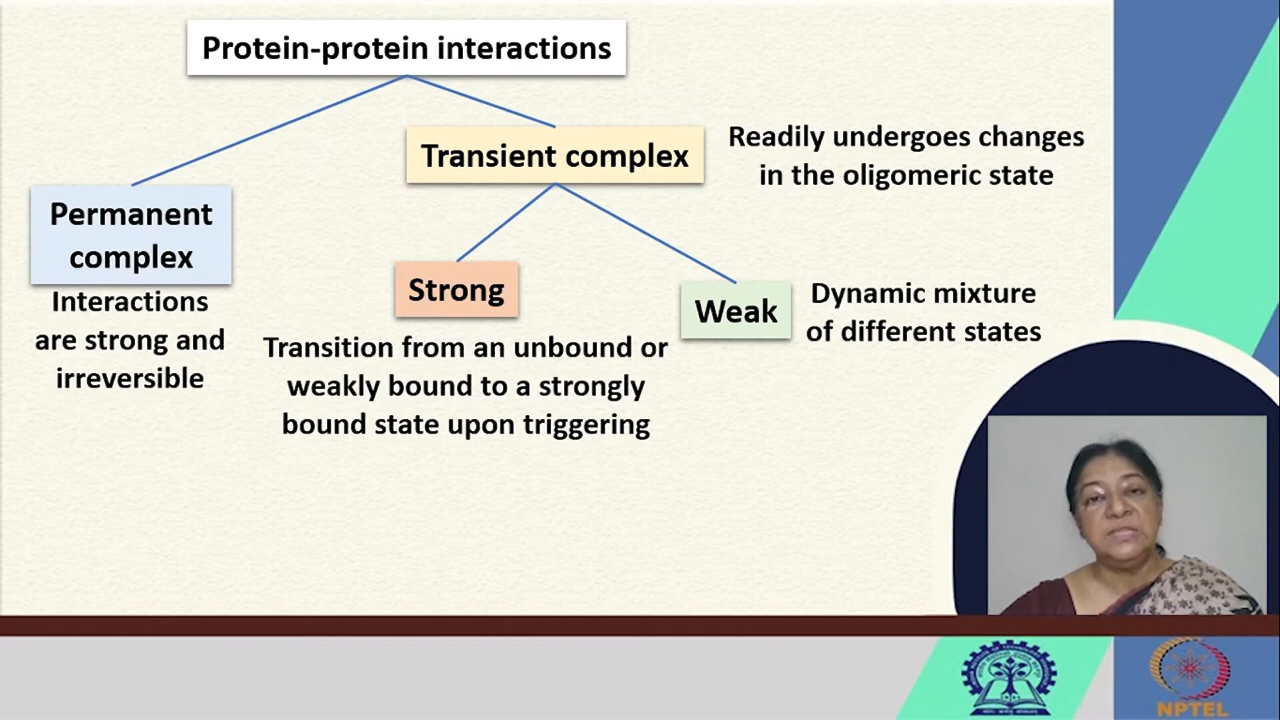 Protein-protein interactions
Transient complex
Readily undergoes changes
in the oligomeric state
Permanent
complex
Interactions
are strong and
irreversible
Strong
Transition from an unbound or
weakly bound to a strongly
bound state upon triggering
Weak
Dynamic mixture
of different states
NPTEL